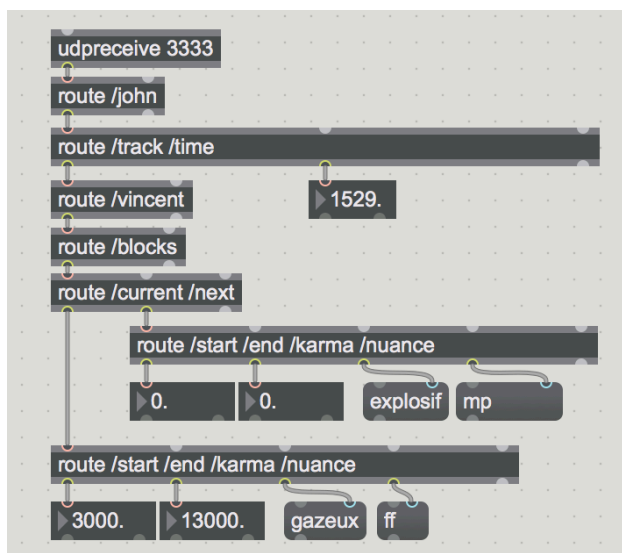 udpreceive 3333
route /john
route /track /time
route /vincent
1529.
route /blocks
route /current /next
route /start /end /karma /nuance
0.
0.
explosif
mp
route /start /end /karma /nuance
3000.
13000.
gazeux
ff